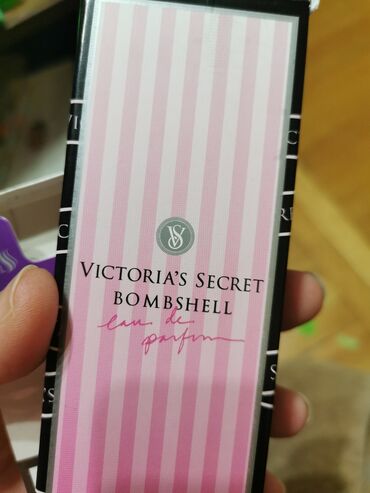 VS
VICTORIA'S SECRET
BOMBSHELL
eau de
parfum